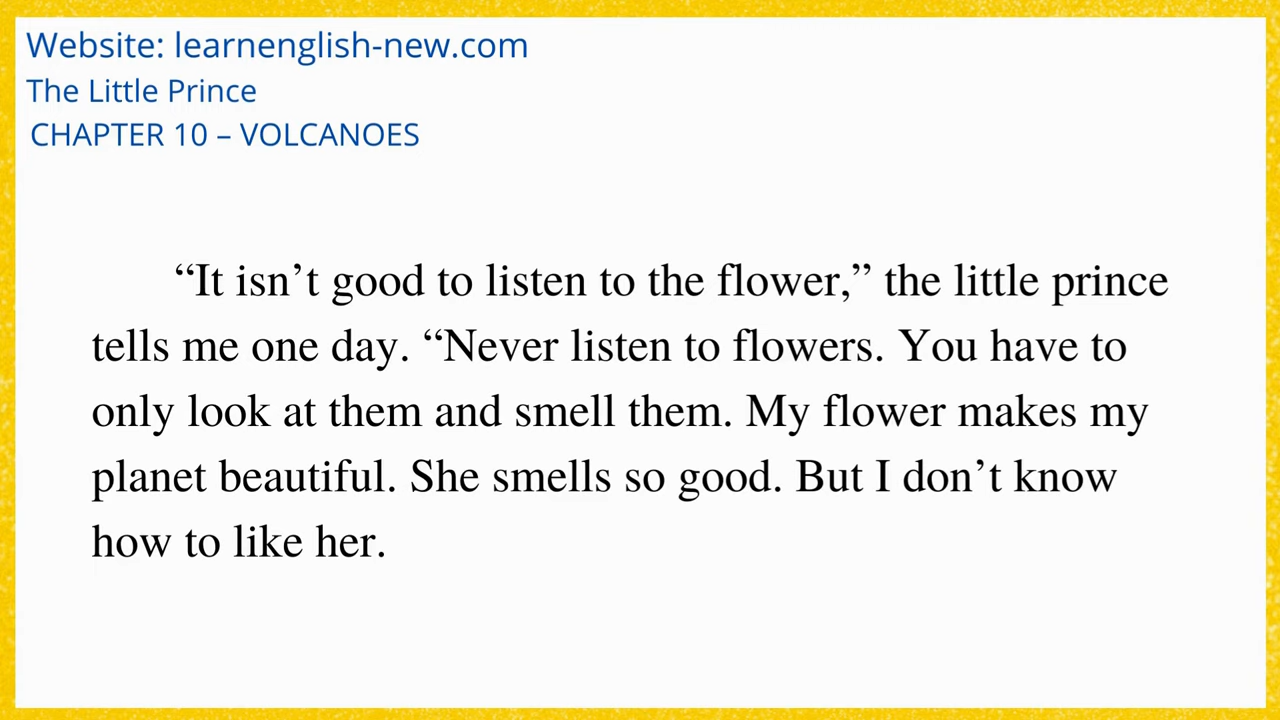 Website: learnenglish-new.com
The Little Prince
CHAPTER 10 – VOLCANOES
“It isn’t good to listen to the flower,” the little prince
tells me one day. “Never listen to flowers. You have to
only look at them and smell them. My flower makes my
planet beautiful. She smells so good. But I don’t know
how to like her.